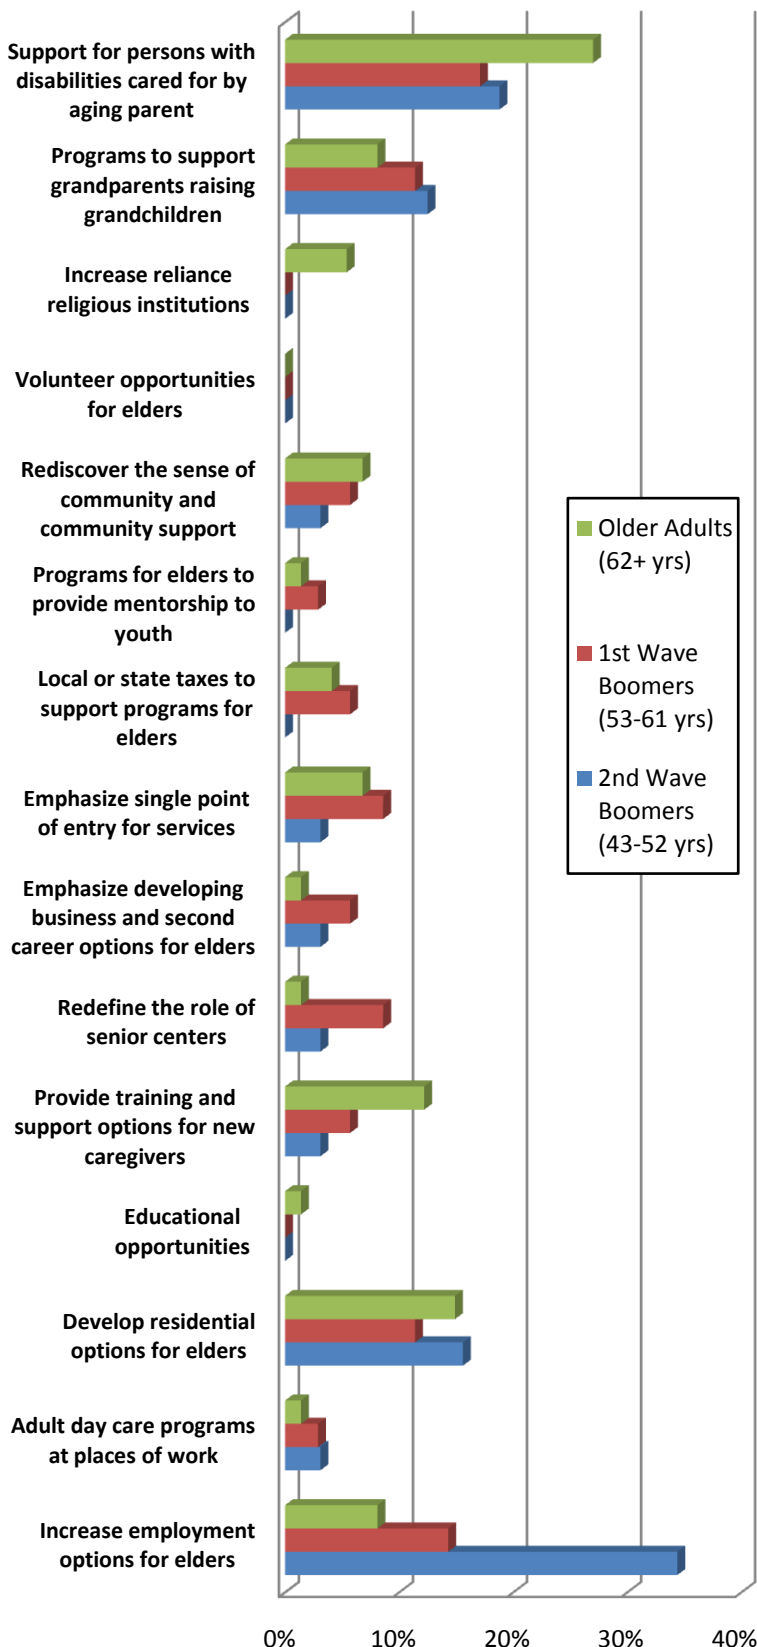 Support for persons with
disabilities cared for by
aging parent
Programs to support
grandparents raising
grandchildren
Increase reliance
religious institutions
Volunteer opportunities
for elders
Rediscover the sense of
community and
community support
Programs for elders to
provide mentorship to
youth
Local or state taxes to
support programs for
elders
Emphasize single point
of entry for services
Emphasize developing
business and second
career options for elders
Redefine the role of
senior centers
Provide training and
support options for new
caregivers
Educational
opportunities
Develop residential
options for elders
Adult day care programs
at places of work
Increase employment
options for elders
Older Adults
(62+ yrs)
1st Wave
Boomers
(53-61 yrs)
2nd Wave
Boomers
(43-52 yrs)
0% 10% 20% 30% 40%